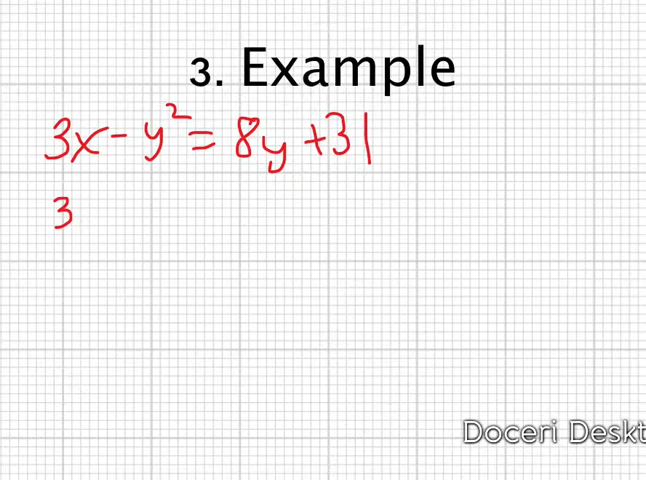 3. Example
3x - y² = 8y + 31
3
Doceri Deskt